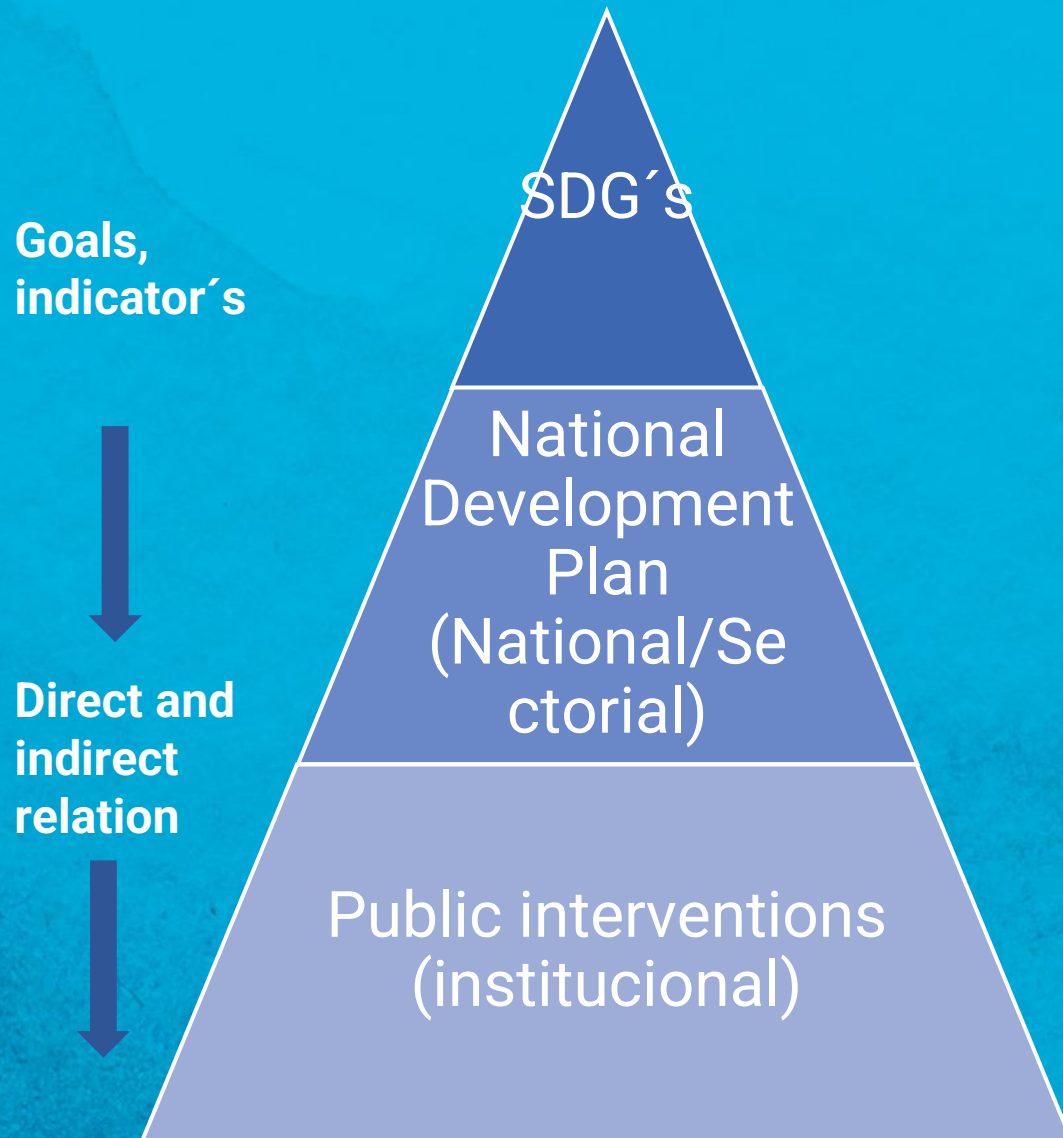 SDG´s
Goals,
indicator´s
National
Development
Plan
(National/Se
ctorial)
Direct and
indirect
relation
Public interventions
(institucional)